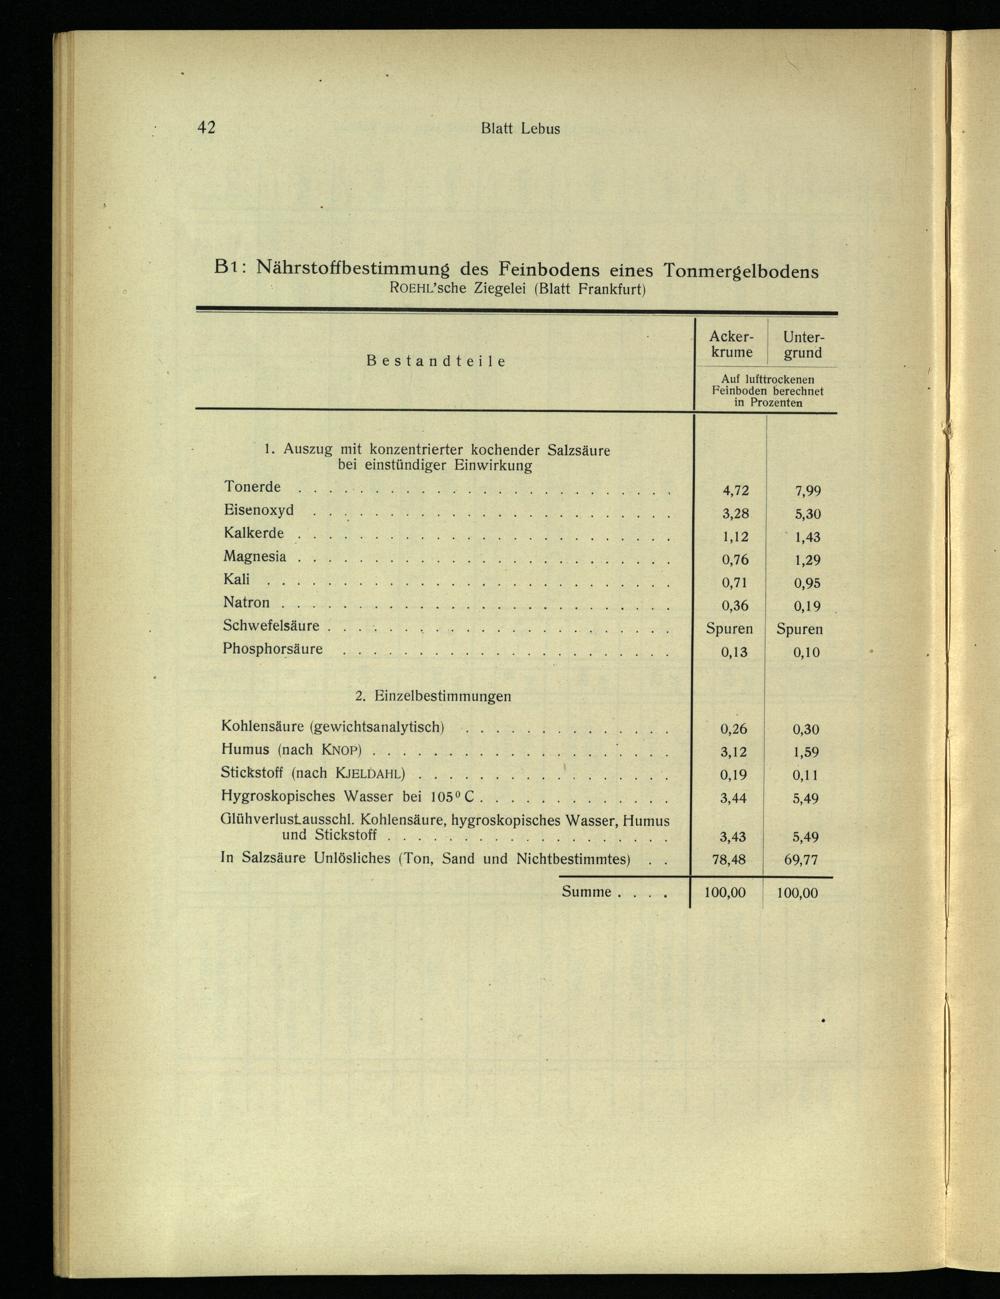 42 Blatt Lebus
B1: Nährstoffbestimmung des Feinbodens eines Tonmergelbodens
ROEHL'sche Ziegelei (Blatt Frankfurt)
Bestandteile Acker- Unter-
krume grund
Auf lufttrockenen
Feinboden berechnet
in Prozenten
1. Auszug mit konzentrierter kochender Salzsäure
bei einstündiger Einwirkung
Tonerde . . . . . . . . . . . . . . . . . . . . . . . . . 4,72 7,99
Eisenoxyd . . . . . . . . . . . . . . . . . . . . . . . . 3,28 5,30
Kalkerde . . . . . . . . . . . . . . . . . . . . . . . . . 1,12 1,43
Magnesia . . . . . . . . . . . . . . . . . . . . . . . . . 0,76 1,29
Kali . . . . . . . . . . . . . . . . . . . . . . . . . . . 0,71 0,95
Natron . . . . . . . . . . . . . . . . . . . . . . . . . . 0,36 0,19
Schwefelsäure . . . . . . . . . . . . . . . . . . . . . . . Spuren Spuren
Phosphorsäure . . . . . . . . . . . . . . . . . . . . . . 0,13 0,10
2. Einzelbestimmungen
Kohlensäure (gewichtsanalytisch) . . . . . . . . . . . . . . 0,26 0,30
Humus (nach KNOP) . . . . . . . . . . . . . . . . . . . . 3,12 1,59
Stickstoff (nach KJELDAHL) . . . . . . . . . . . . . . . . . 0,19 0,11
Hygroskopisches Wasser bei 105⁰ C . . . . . . . . . . . . . 3,44 5,49
Glühverlust ausschl. Kohlensäure, hygroskopisches Wasser, Humus
und Stickstoff . . . . . . . . . . . . . . . . . . . 3,43 5,49
In Salzsäure Unlösliches (Ton, Sand und Nichtbestimmtes) . . 78,48 69,77
Summe . . . . 100,00 100,00